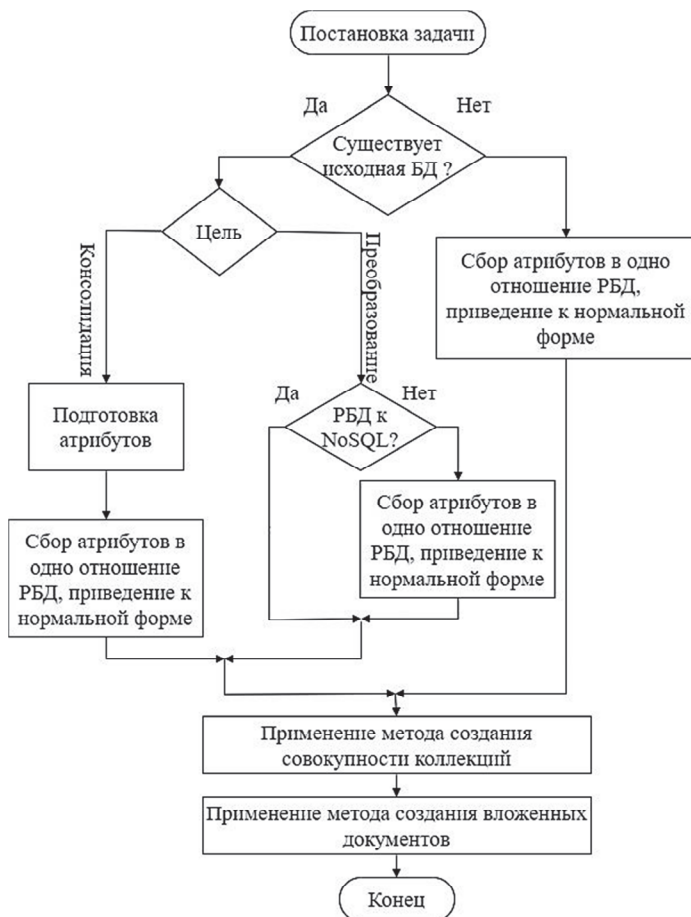 Постановка задачи
Да
Нет
Существует
исходная БД ?
Цель
Консолидация
Преобразование
Сбор атрибутов в одно
отношение РБД,
приведение к нормальной
форме
Подготовка
атрибутов
Да
Нет
РБД к
NoSQL?
Сбор атрибутов в
одно отношение
РБД, приведение к
нормальной форме
Сбор атрибутов в
одно отношение
РБД, приведение к
нормальной форме
Применение метода создания
совокупности коллекций
Применение метода создания вложенных
документов
Конец